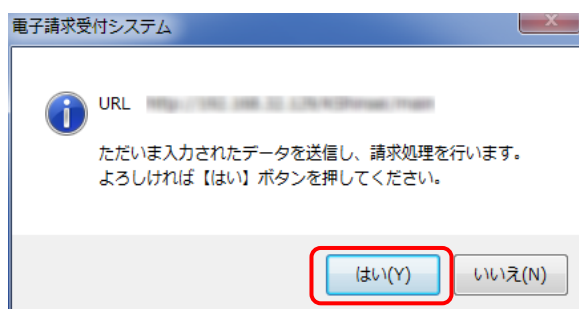 電子請求受付システム
URL
ただいま入力されたデータを送信し、請求処理を行います。
よろしければ【はい】ボタンを押してください。
はい(Y)
いいえ(N)